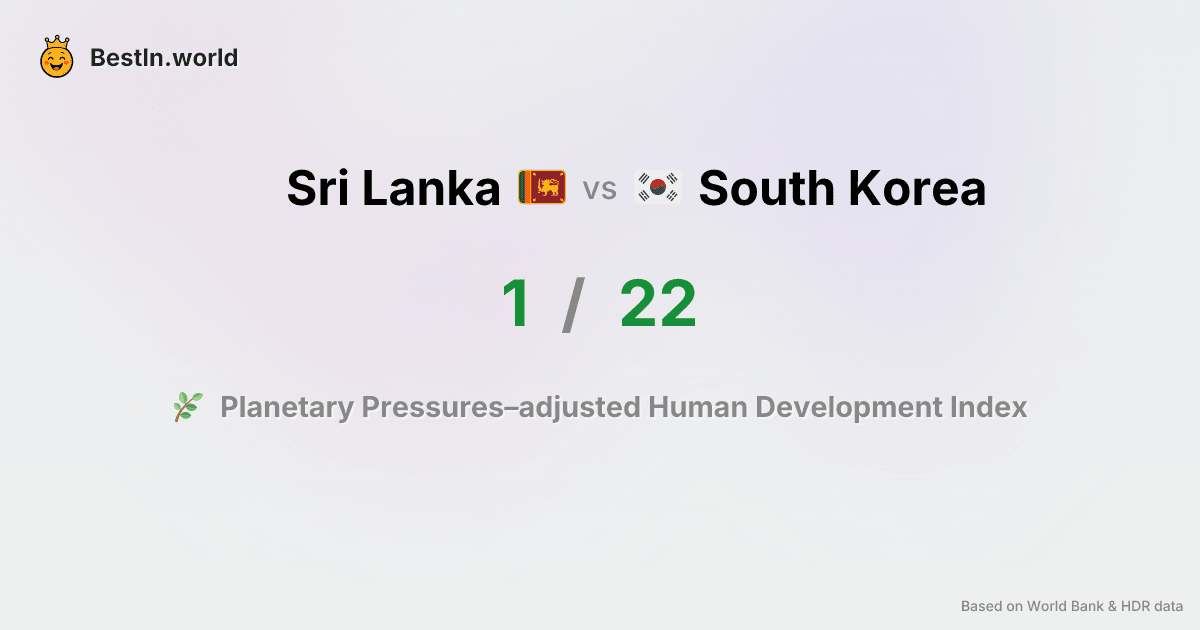 BestIn.world
Sri Lanka vs South Korea
1 / 22
Planetary Pressures–adjusted Human Development Index
Based on World Bank & HDR data